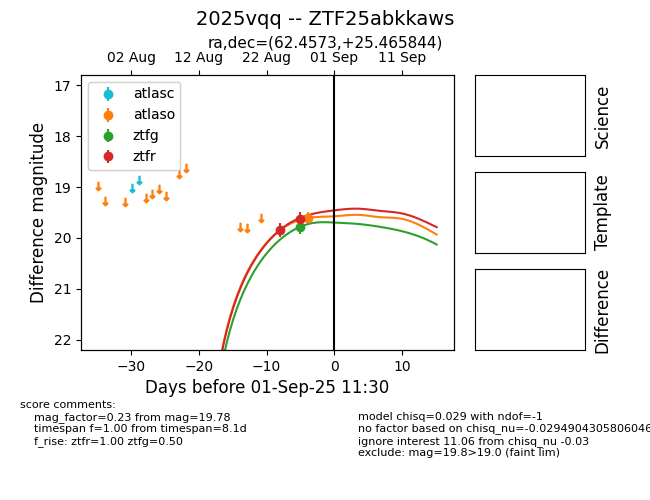 2025vqq -- ZTF25abkkaws
ra,dec=(62.4573,+25.465844)
02 Aug 12 Aug 22 Aug 01 Sep 11 Sep
17
18
19
20
21
22
Difference magnitude
atlasc
atlaso
ztfg
ztfr
−30 −20 −10 0 10
Days before 01-Sep-25 11:30
Science
Template
Difference
score comments:
mag_factor=0.23 from mag=19.78
timespan f=1.00 from timespan=8.1d
f_rise: ztfr=1.00 ztfg=0.50
model chisq=0.029 with ndof=-1
no factor based on chisq_nu=-0.0294904305806046
ignore interest 11.06 from chisq_nu -0.03
exclude: mag=19.8>19.0 (faint lim)